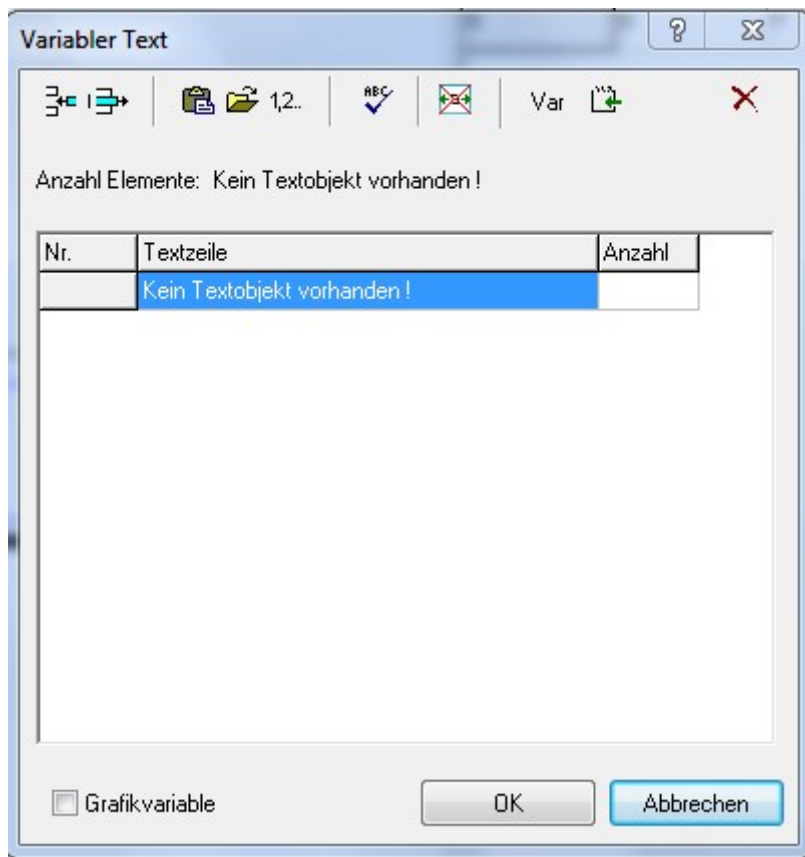 Variabler Text
1,2.. ABC Var
Anzahl Elemente: Kein Textobjekt vorhanden !
Nr. Textzeile Anzahl
Kein Textobjekt vorhanden !
Grafikvariable OK Abbrechen